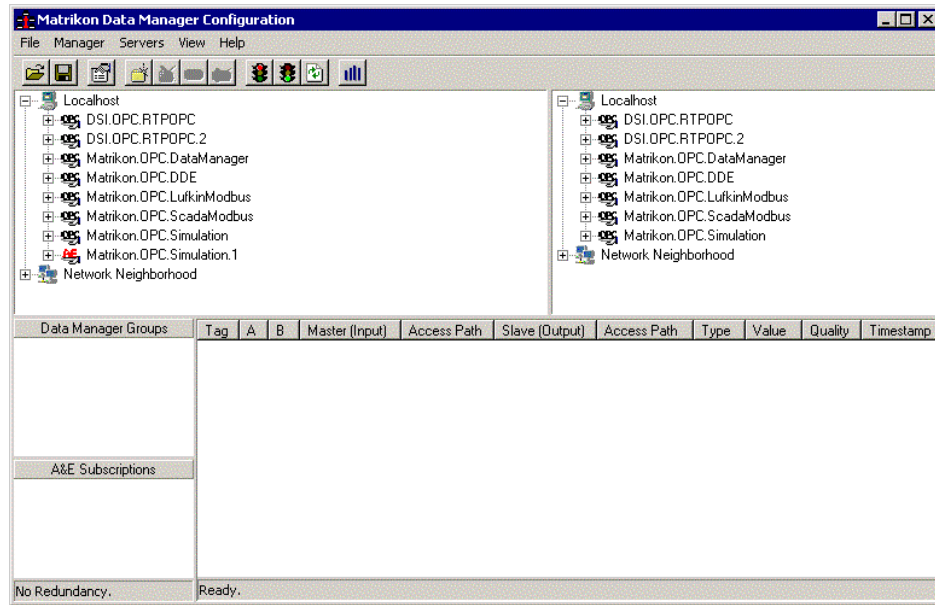 Matrikon Data Manager Configuration
File Manager Servers View Help
Localhost
DSI.OPC.RTPOPC
DSI.OPC.RTPOPC.2
Matrikon.OPC.DataManager
Matrikon.OPC.DDE
Matrikon.OPC.LufkinModbus
Matrikon.OPC.ScadaModbus
Matrikon.OPC.Simulation
Matrikon.OPC.Simulation.1
Network Neighborhood
Localhost
DSI.OPC.RTPOPC
DSI.OPC.RTPOPC.2
Matrikon.OPC.DataManager
Matrikon.OPC.DDE
Matrikon.OPC.LufkinModbus
Matrikon.OPC.ScadaModbus
Matrikon.OPC.Simulation
Network Neighborhood
Data Manager Groups
Tag A B Master (Input) Access Path Slave (Output) Access Path Type Value Quality Timestamp
A&E Subscriptions
No Redundancy.
Ready.